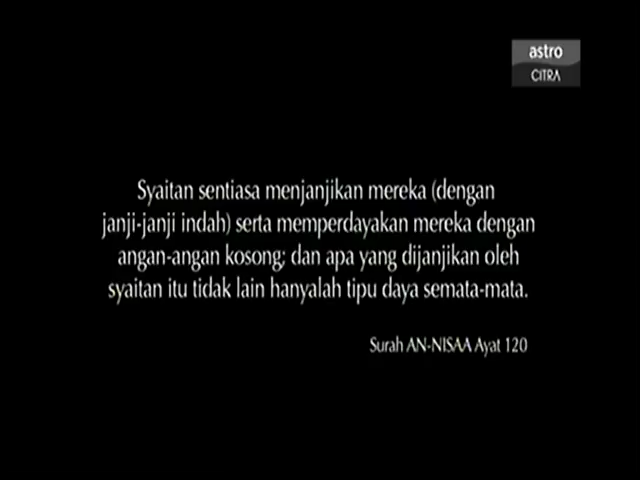 astro
CITRA
Syaitan sentiasa menjanjikan mereka (dengan
janji-janji indah) serta memperdayakan mereka dengan
angan-angan kosong; dan apa yang dijanjikan oleh
syaitan itu tidak lain hanyalah tipu daya semata-mata.
Surah AN-NISAA Ayat 120